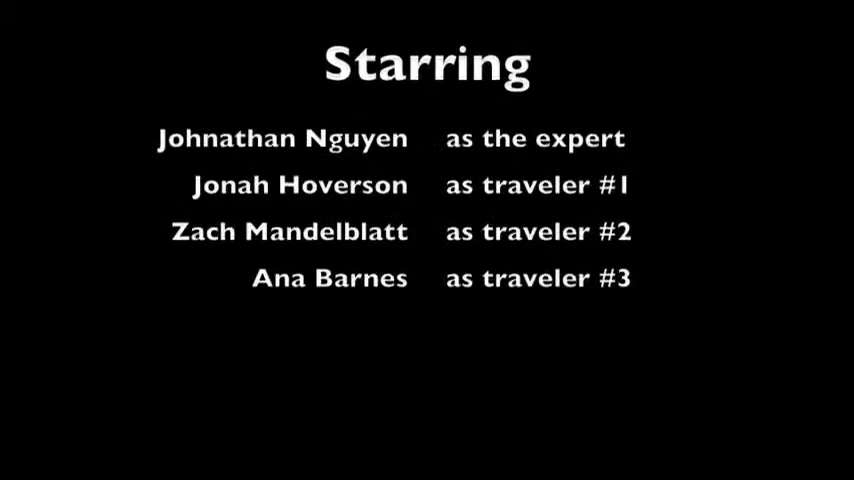 Starring
Johnathan Nguyen as the expert
Jonah Hoverson as traveler #1
Zach Mandelblatt as traveler #2
Ana Barnes as traveler #3